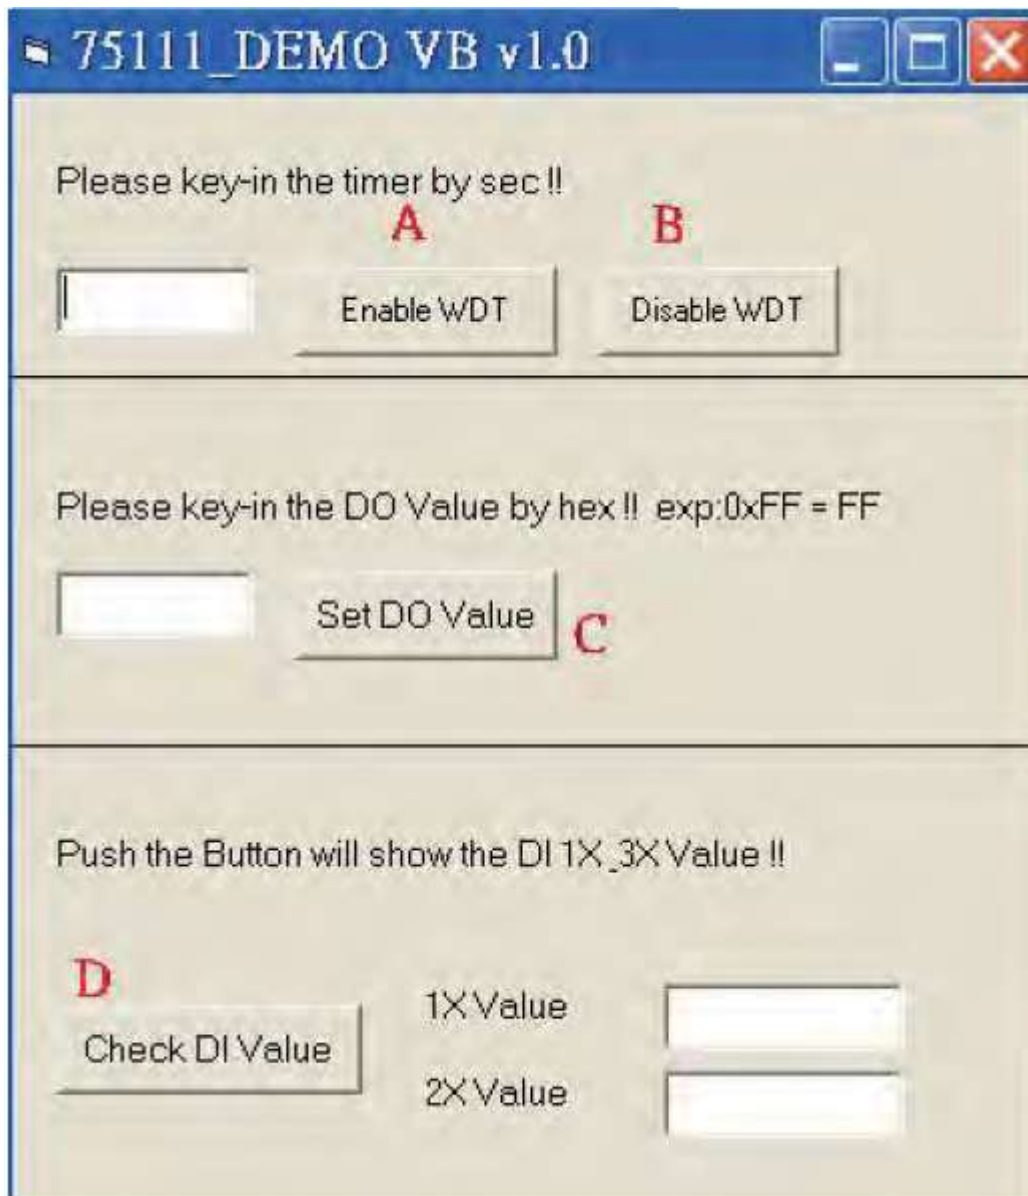 75111_DEMO VB v1.0
Please key-in the timer by sec !!
A
B
Enable WDT
Disable WDT
Please key-in the DO Value by hex !! exp:0xFF = FF
Set DO Value
C
Push the Button will show the DI 1X_3X Value !!
D
1X Value
Check DI Value
2X Value